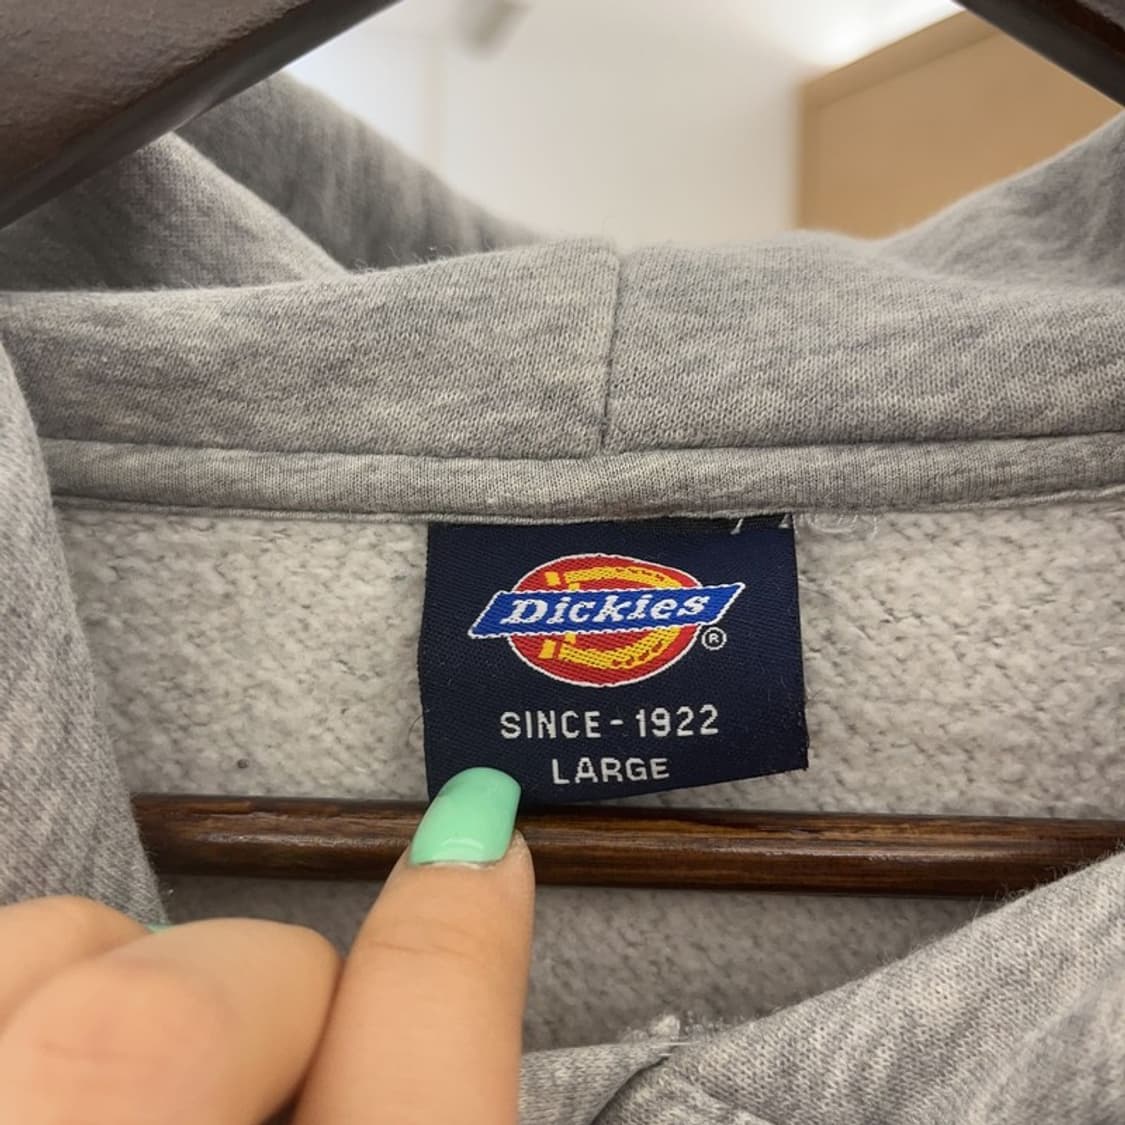 Dickies
®
SINCE-1922
LARGE